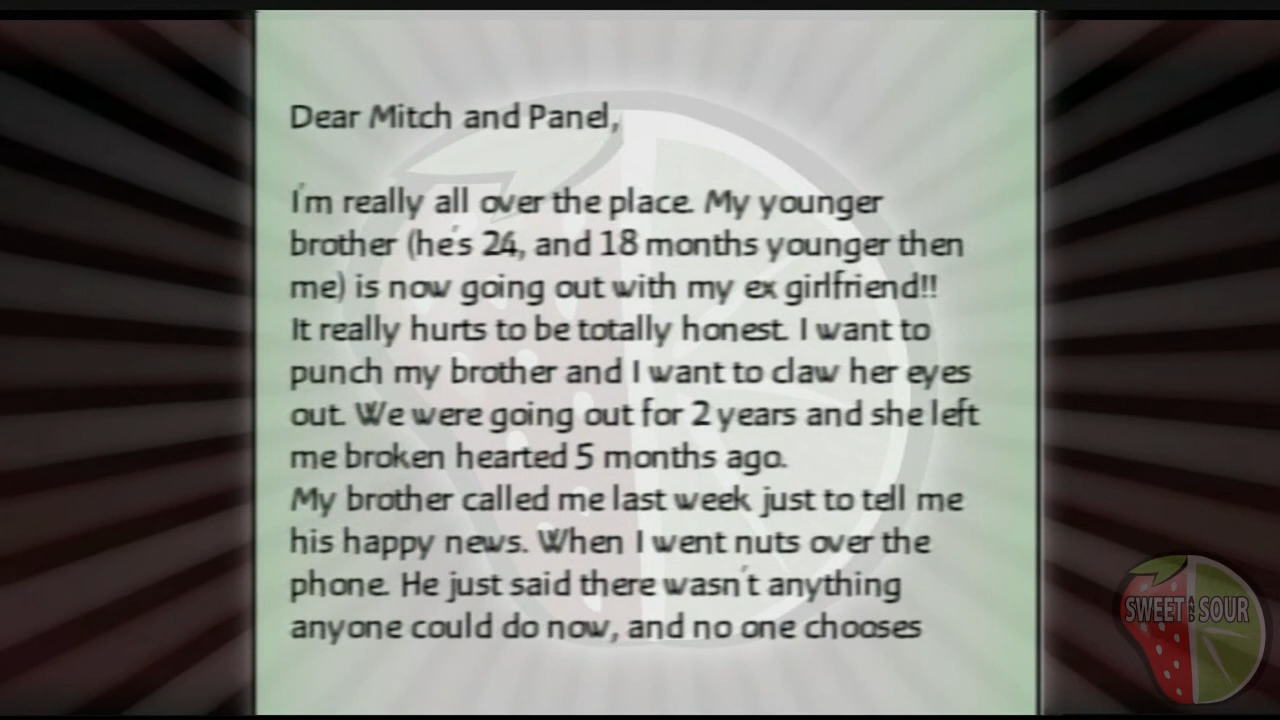 Dear Mitch and Panel,
I'm really all over the place. My younger
brother (he's 24, and 18 months younger then
me) is now going out with my ex girlfriend!!
It really hurts to be totally honest. I want to
punch my brother and I want to claw her eyes
out. We were going out for 2 years and she left
me broken hearted 5 months ago.
My brother called me last week just to tell me
his happy news. When I went nuts over the
phone. He just said there wasn't anything
anyone could do now, and no one chooses
SWEET AND SOUR